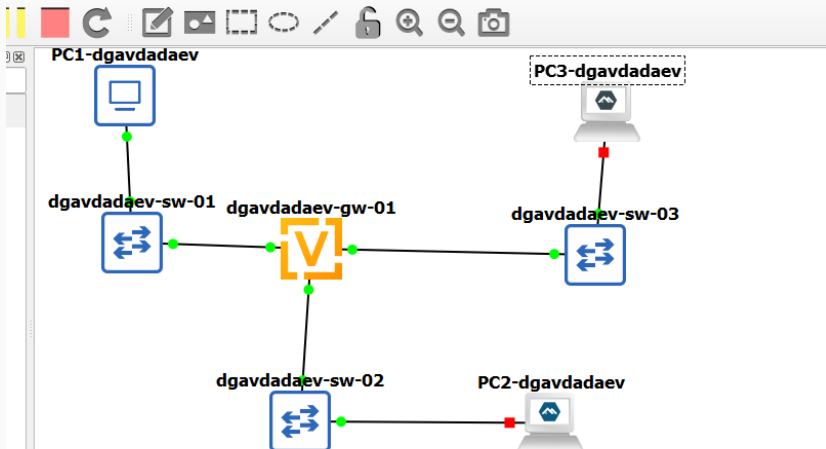 PC1-dgavdadaev
PC3-dgavdadaev
dgavdadaev-sw-01
dgavdadaev-gw-01
dgavdadaev-sw-03
V
dgavdadaev-sw-02
PC2-dgavdadaev